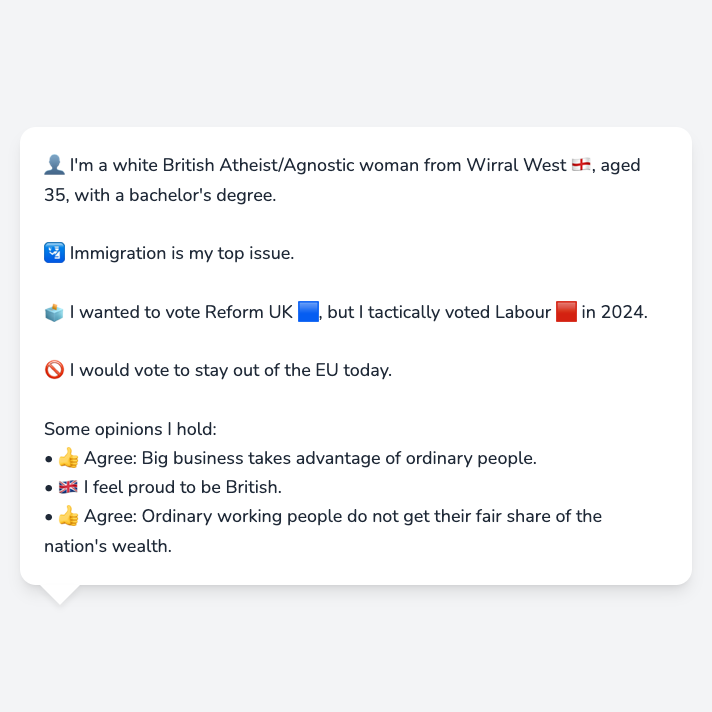 👤 I'm a white British Atheist/Agnostic woman from Wirral West 🏴󠁧󠁢󠁥󠁮󠁧󠁿, aged
35, with a bachelor's degree.
🛂 Immigration is my top issue.
🗳️ I wanted to vote Reform UK 🟦, but I tactically voted Labour 🟥 in 2024.
🚫 I would vote to stay out of the EU today.
Some opinions I hold:
• 👍 Agree: Big business takes advantage of ordinary people.
• 🇬🇧 I feel proud to be British.
• 👍 Agree: Ordinary working people do not get their fair share of the
nation's wealth.